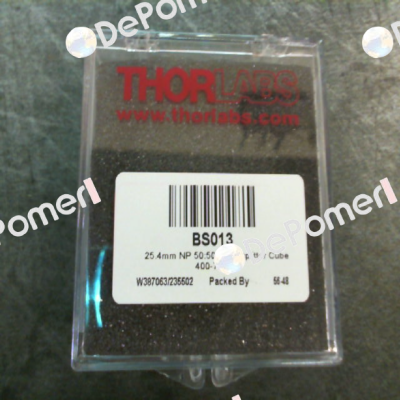 DePomeri
THORLABS
www.thorlabs.com
DePomeri
BS013
25.4mm NP 50:50 Cube
400-
W387063/235502 Packed By 56-48
DePomeri